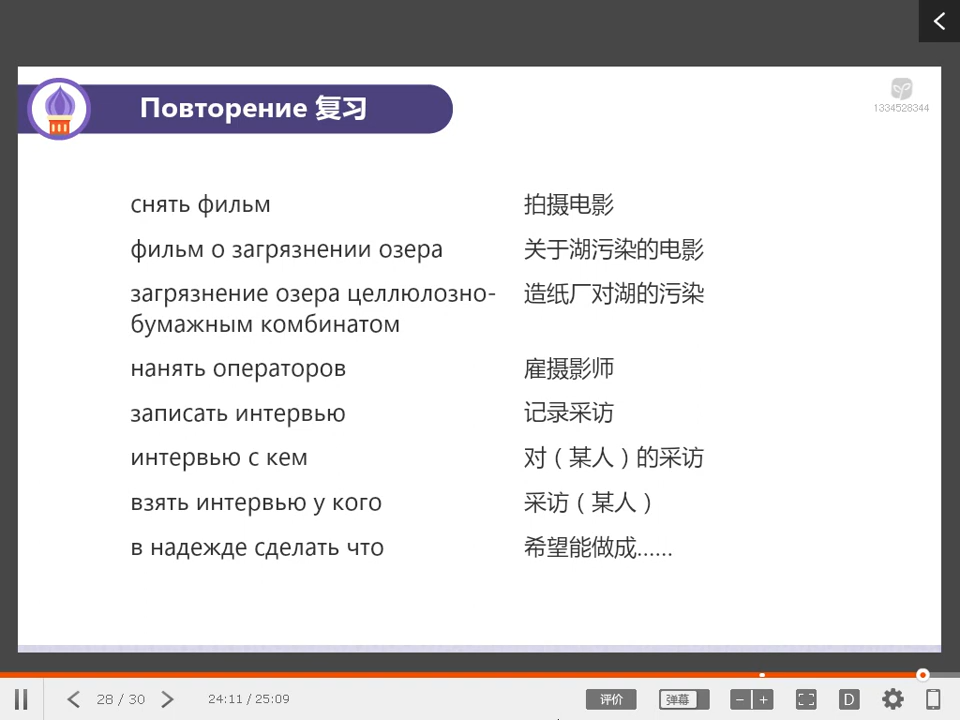 Повторение 复习
1334528344
снять фильм 拍摄电影
фильм о загрязнении озера 关于湖污染的电影
загрязнение озера целлюлозно- 造纸厂对湖的污染
бумажным комбинатом
нанять операторов 雇摄影师
записать интервью 记录采访
интервью с кем 对（某人）的采访
взять интервью у кого 采访（某人）
в надежде сделать что 希望能做成……
28 / 30 24:11 / 25:09 评价 弹幕 D